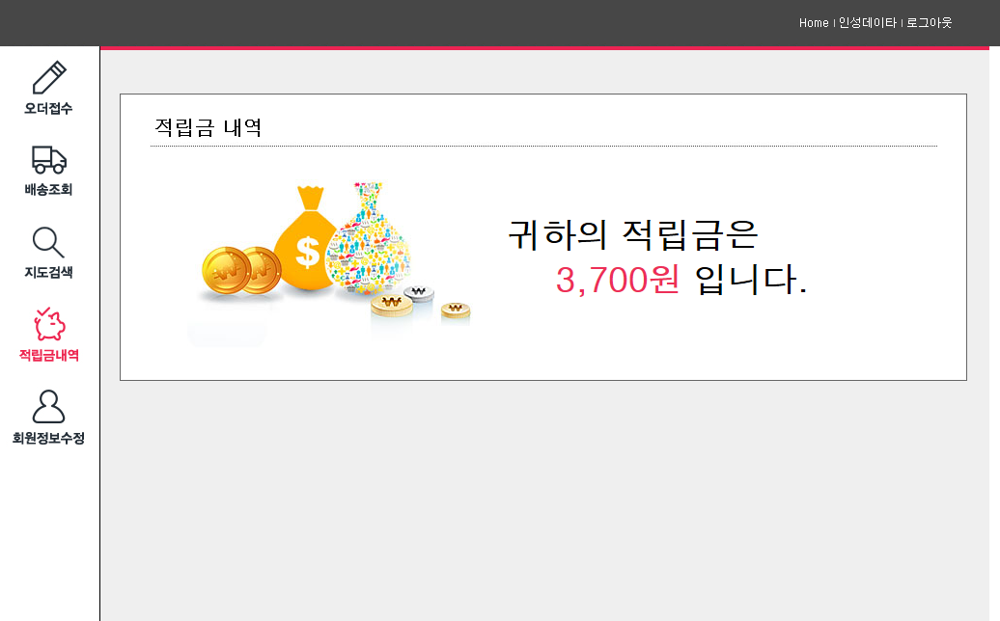 Home | 인성데이타 | 로그아웃
오더접수
배송조회
지도검색
적립금내역
회원정보수정
적립금 내역
$
귀하의 적립금은
3,700원 입니다.